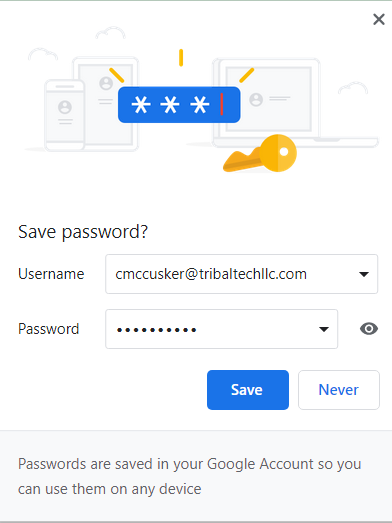 * * *
Save password?
Username cmccusker@tribaltechllc.com
Password ••••••••••
Save Never
Passwords are saved in your Google Account so you
can use them on any device